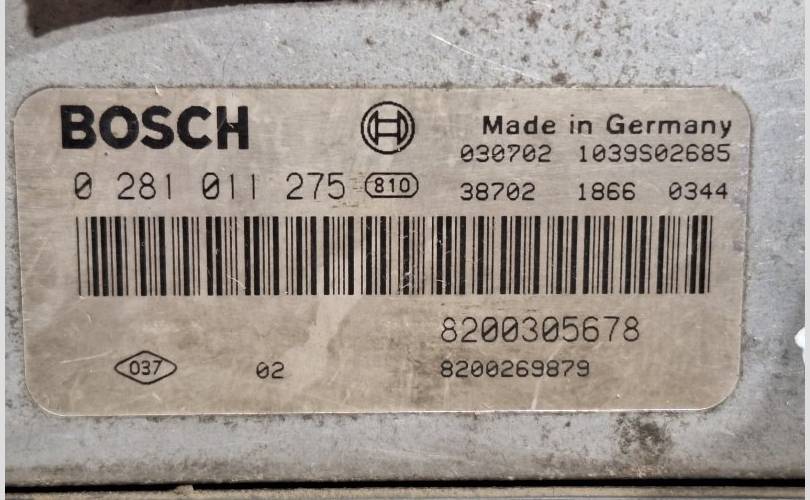 BOSCH
Made in Germany
030702 1039S02685
0 281 011 275 810
38702 1866 0344
8200305678
037 02 8200269879